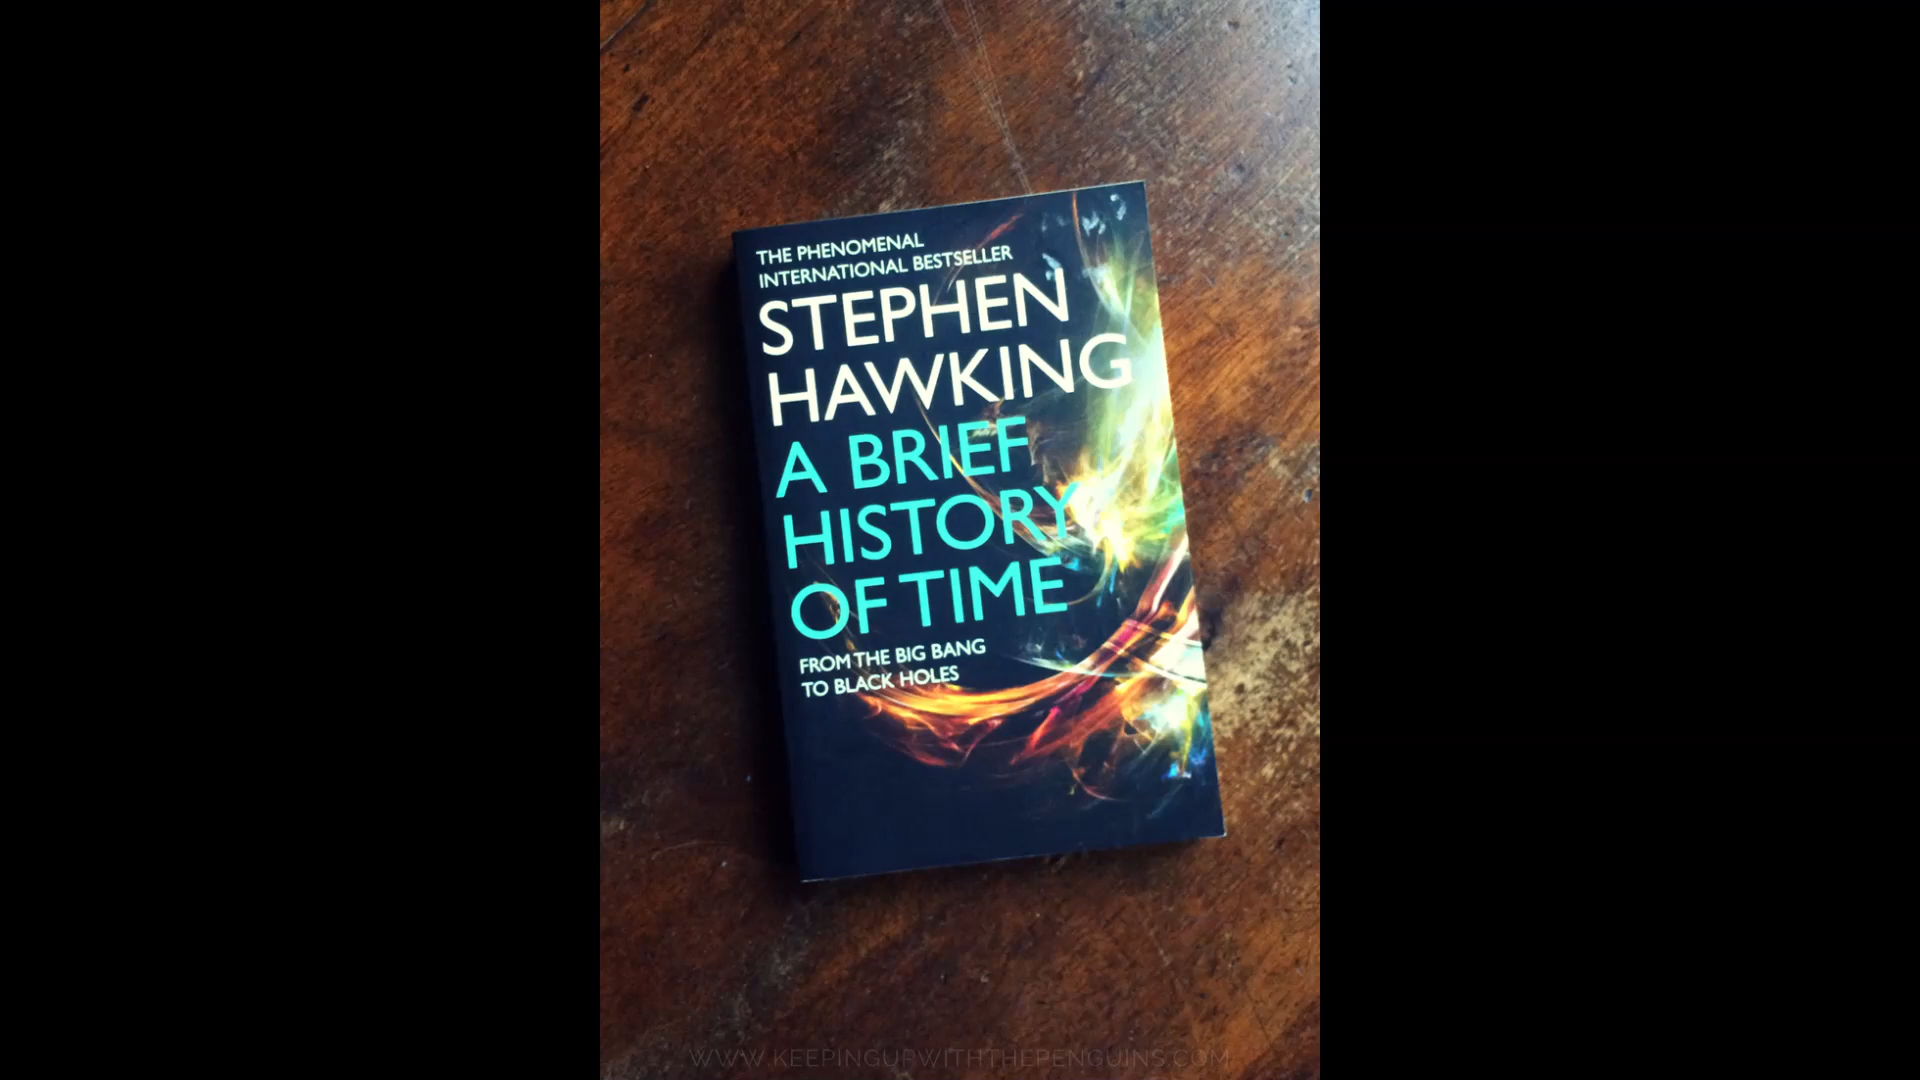 THE PHENOMENAL
INTERNATIONAL BESTSELLER
STEPHEN
HAWKING
A BRIEF
HISTORY
OF TIME
FROM THE BIG BANG
TO BLACK HOLES
WWW.KEEPINGUPWITHTHEPENGUINS.COM